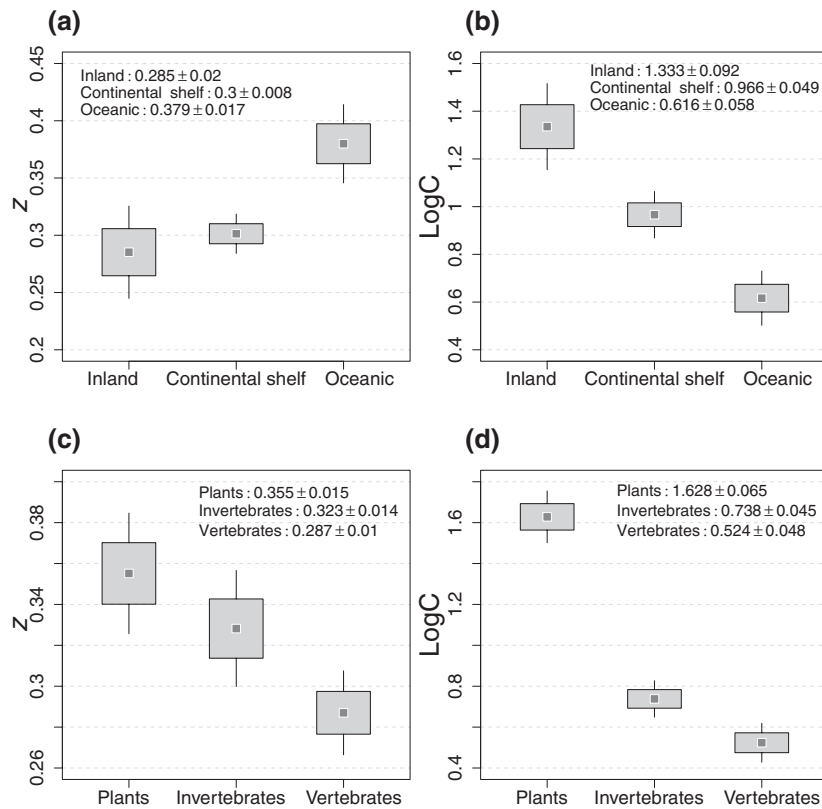 (a)
Inland : 0.285 ± 0.02
Continental shelf : 0.3 ± 0.008
Oceanic : 0.379 ± 0.017
z
0.45
0.4
0.35
0.3
0.25
0.2
Inland Continental shelf Oceanic
(b)
Inland : 1.333 ± 0.092
Continental shelf : 0.966 ± 0.049
Oceanic : 0.616 ± 0.058
LogC
1.6
1.4
1.2
1
0.8
0.6
0.4
Inland Continental shelf Oceanic
(c)
Plants : 0.355 ± 0.015
Invertebrates : 0.323 ± 0.014
Vertebrates : 0.287 ± 0.01
z
0.38
0.34
0.3
0.26
Plants Invertebrates Vertebrates
(d)
Plants : 1.628 ± 0.065
Invertebrates : 0.738 ± 0.045
Vertebrates : 0.524 ± 0.048
LogC
1.6
1.2
0.8
0.4
Plants Invertebrates Vertebrates